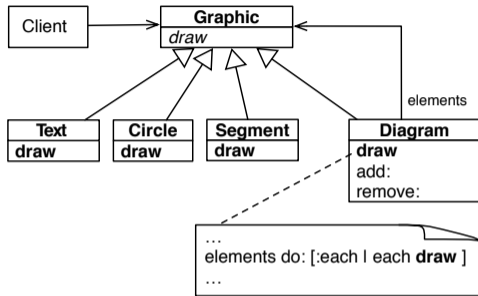 Client
Graphic
draw
elements
Text
draw
Circle
draw
Segment
draw
Diagram
draw
add:
remove:
...
elements do: [:each | each draw ]
...